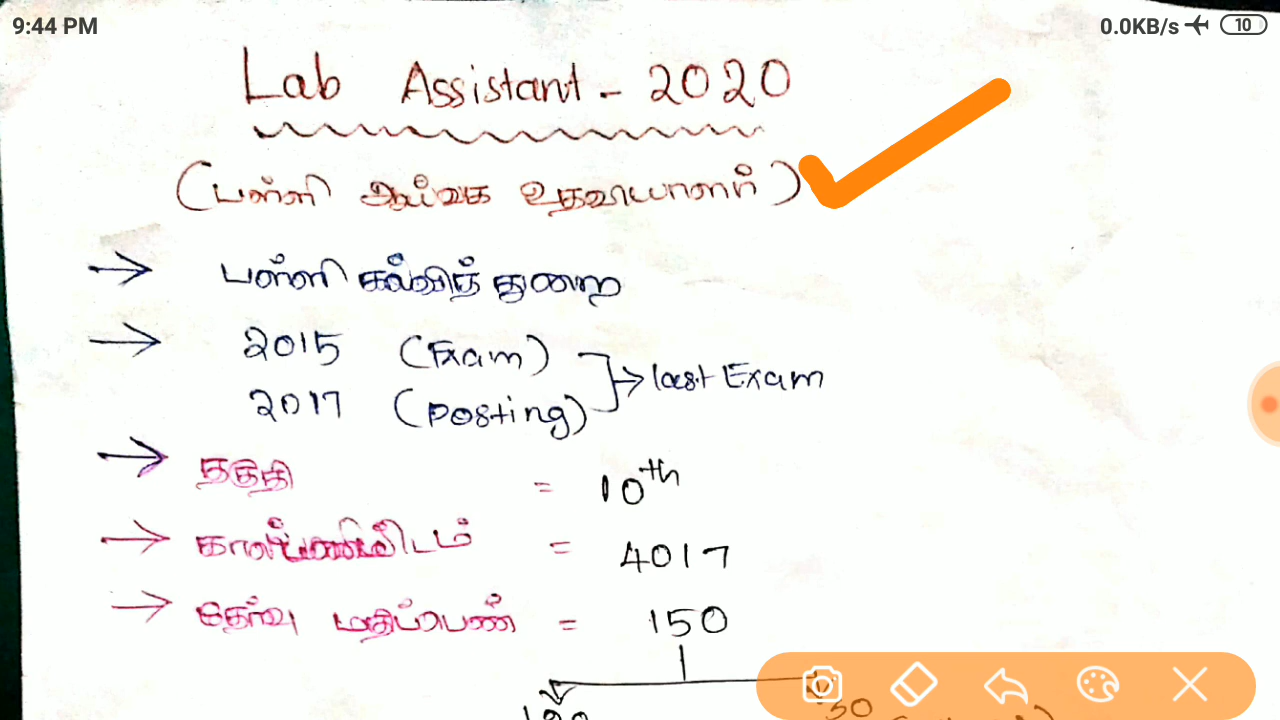 9:44 PM
0.0KB/s
10
Lab Assistant - 2020
(பள்ளி ஆய்வக உதவியாளர்)
→ பள்ளி கல்வித் துறை
→ 2015 (Exam)
→ last Exam
2017 (posting)
→ தகுதி = 10th
→ காலிப்பணியிடம் = 4017
→ தேர்வு மதிப்பெண் = 150